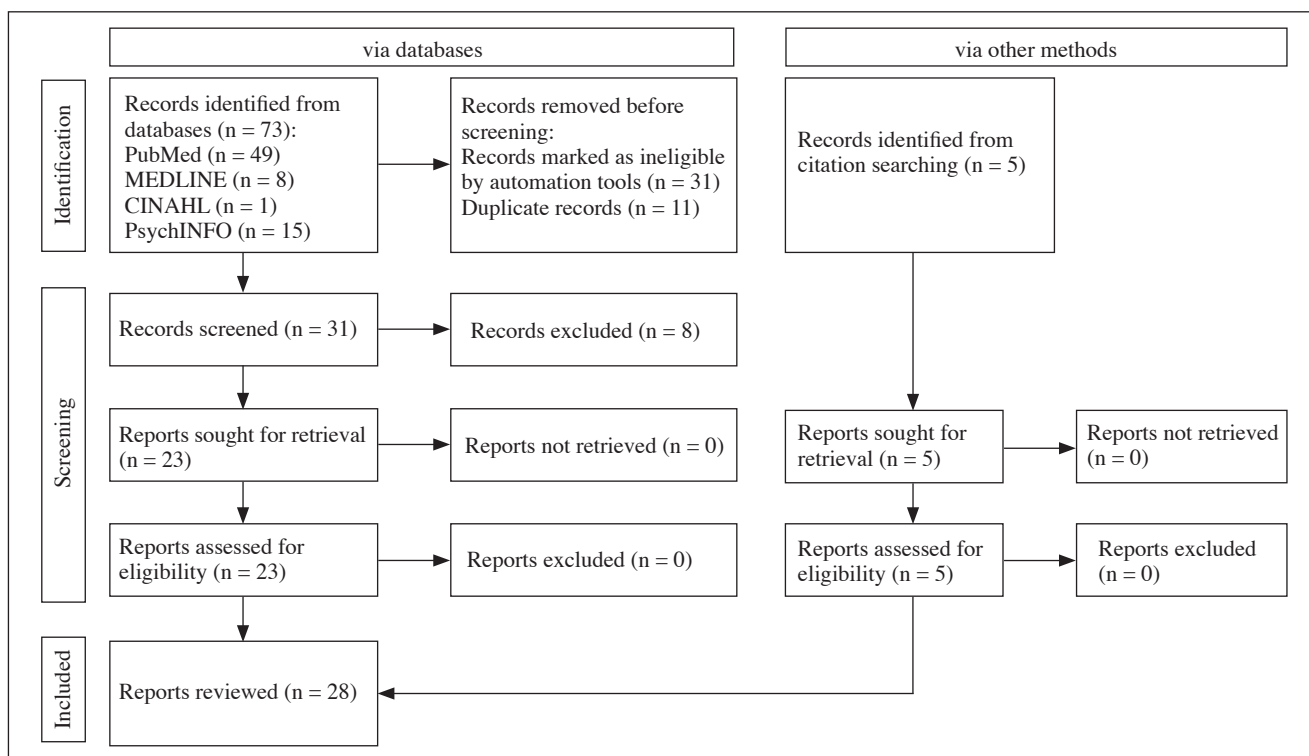 via databases
via other methods
Identification
Records identified from
databases (n = 73):
PubMed (n = 49)
MEDLINE (n = 8)
CINAHL (n = 1)
PsychINFO (n = 15)
Records removed before
screening:
Records marked as ineligible
by automation tools (n = 31)
Duplicate records (n = 11)
Records identified from
citation searching (n = 5)
Screening
Records screened (n = 31)
Records excluded (n = 8)
Reports sought for retrieval
(n = 23)
Reports not retrieved (n = 0)
Reports sought for
retrieval (n = 5)
Reports not retrieved
(n = 0)
Reports assessed for
eligibility (n = 23)
Reports excluded (n = 0)
Reports assessed for
eligibility (n = 5)
Reports excluded
(n = 0)
Included
Reports reviewed (n = 28)